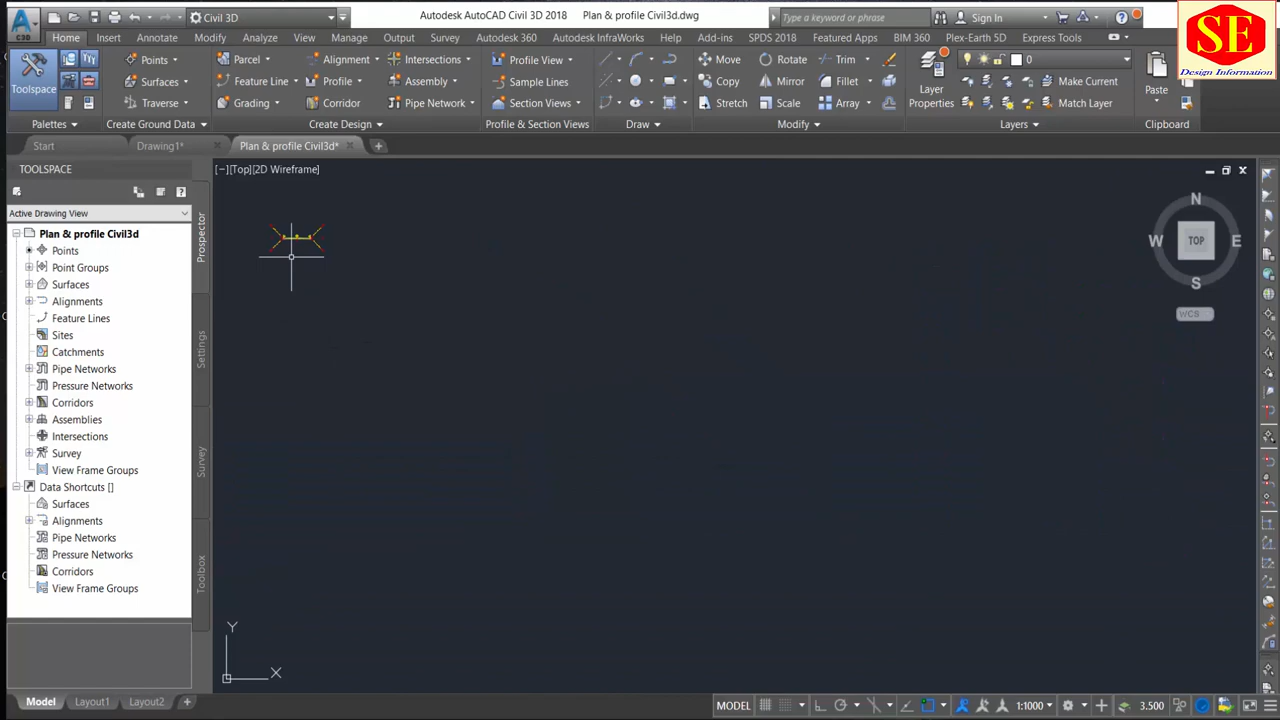 Civil 3D
Autodesk AutoCAD Civil 3D 2018 Plan & profile Civil3d.dwg
Type a keyword or phrase
Sign In
SE
Design Information
C3D
Home Insert Annotate Modify Analyze View Manage Output Survey Autodesk 360 Autodesk InfraWorks Help Add-ins SPDS 2018 Featured Apps BIM 360 Plex-Earth 5D Express Tools
Toolspace
Points
Surfaces
Traverse
Parcel
Feature Line
Grading
Alignment
Profile
Corridor
Intersections
Assembly
Pipe Network
Profile View
Sample Lines
Section Views
Move
Copy
Stretch
Rotate
Mirror
Scale
Trim
Fillet
Array
Layer
Properties
0
Make Current
Match Layer
Paste
Palettes
Create Ground Data
Create Design
Profile & Section Views
Draw
Modify
Layers
Clipboard
Start
Drawing1*
Plan & profile Civil3d*
TOOLSPACE
Active Drawing View
Plan & profile Civil3d
Points
Point Groups
Surfaces
Alignments
Feature Lines
Sites
Catchments
Pipe Networks
Pressure Networks
Corridors
Assemblies
Intersections
Survey
View Frame Groups
Data Shortcuts []
Surfaces
Alignments
Pipe Networks
Pressure Networks
Corridors
View Frame Groups
Prospector
Settings
Survey
Toolbox
[−][Top][2D Wireframe]
N
W
TOP
E
S
WCS
Y
X
Model Layout1 Layout2
MODEL
1:1000
3.500